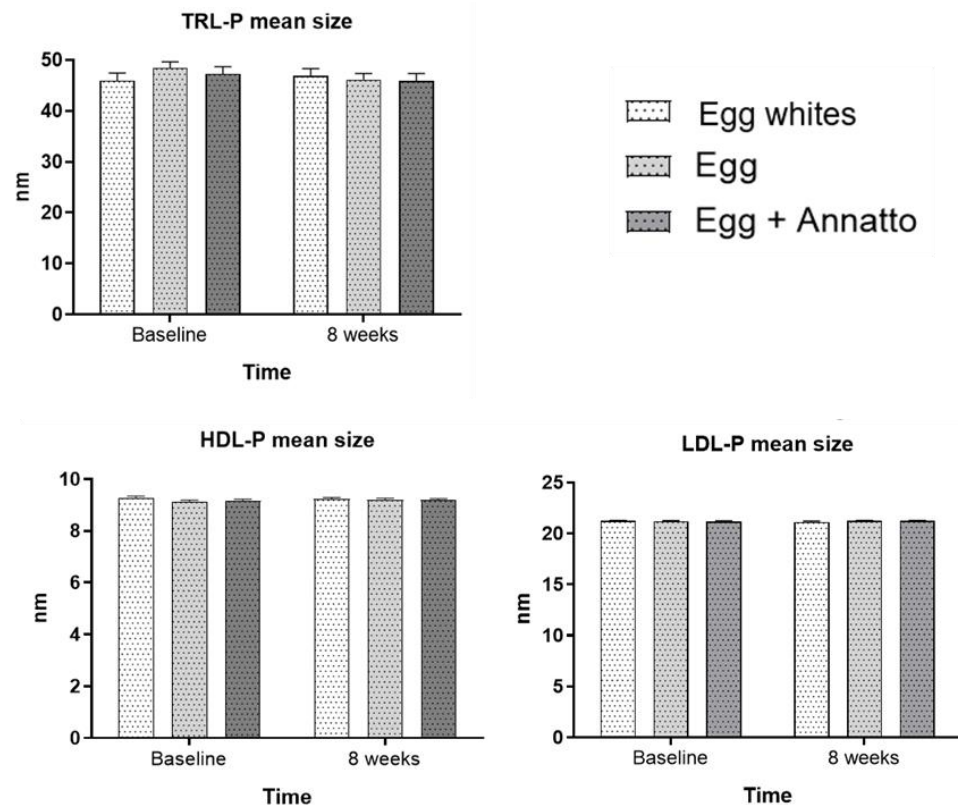 TRL-P mean size
50
40
30
20
10
0
nm
Baseline 8 weeks
Time
Egg whites
Egg
Egg + Annatto
HDL-P mean size
10
8
6
4
2
0
nm
Baseline 8 weeks
Time
LDL-P mean size
25
20
15
10
5
0
nm
Baseline 8 weeks
Time